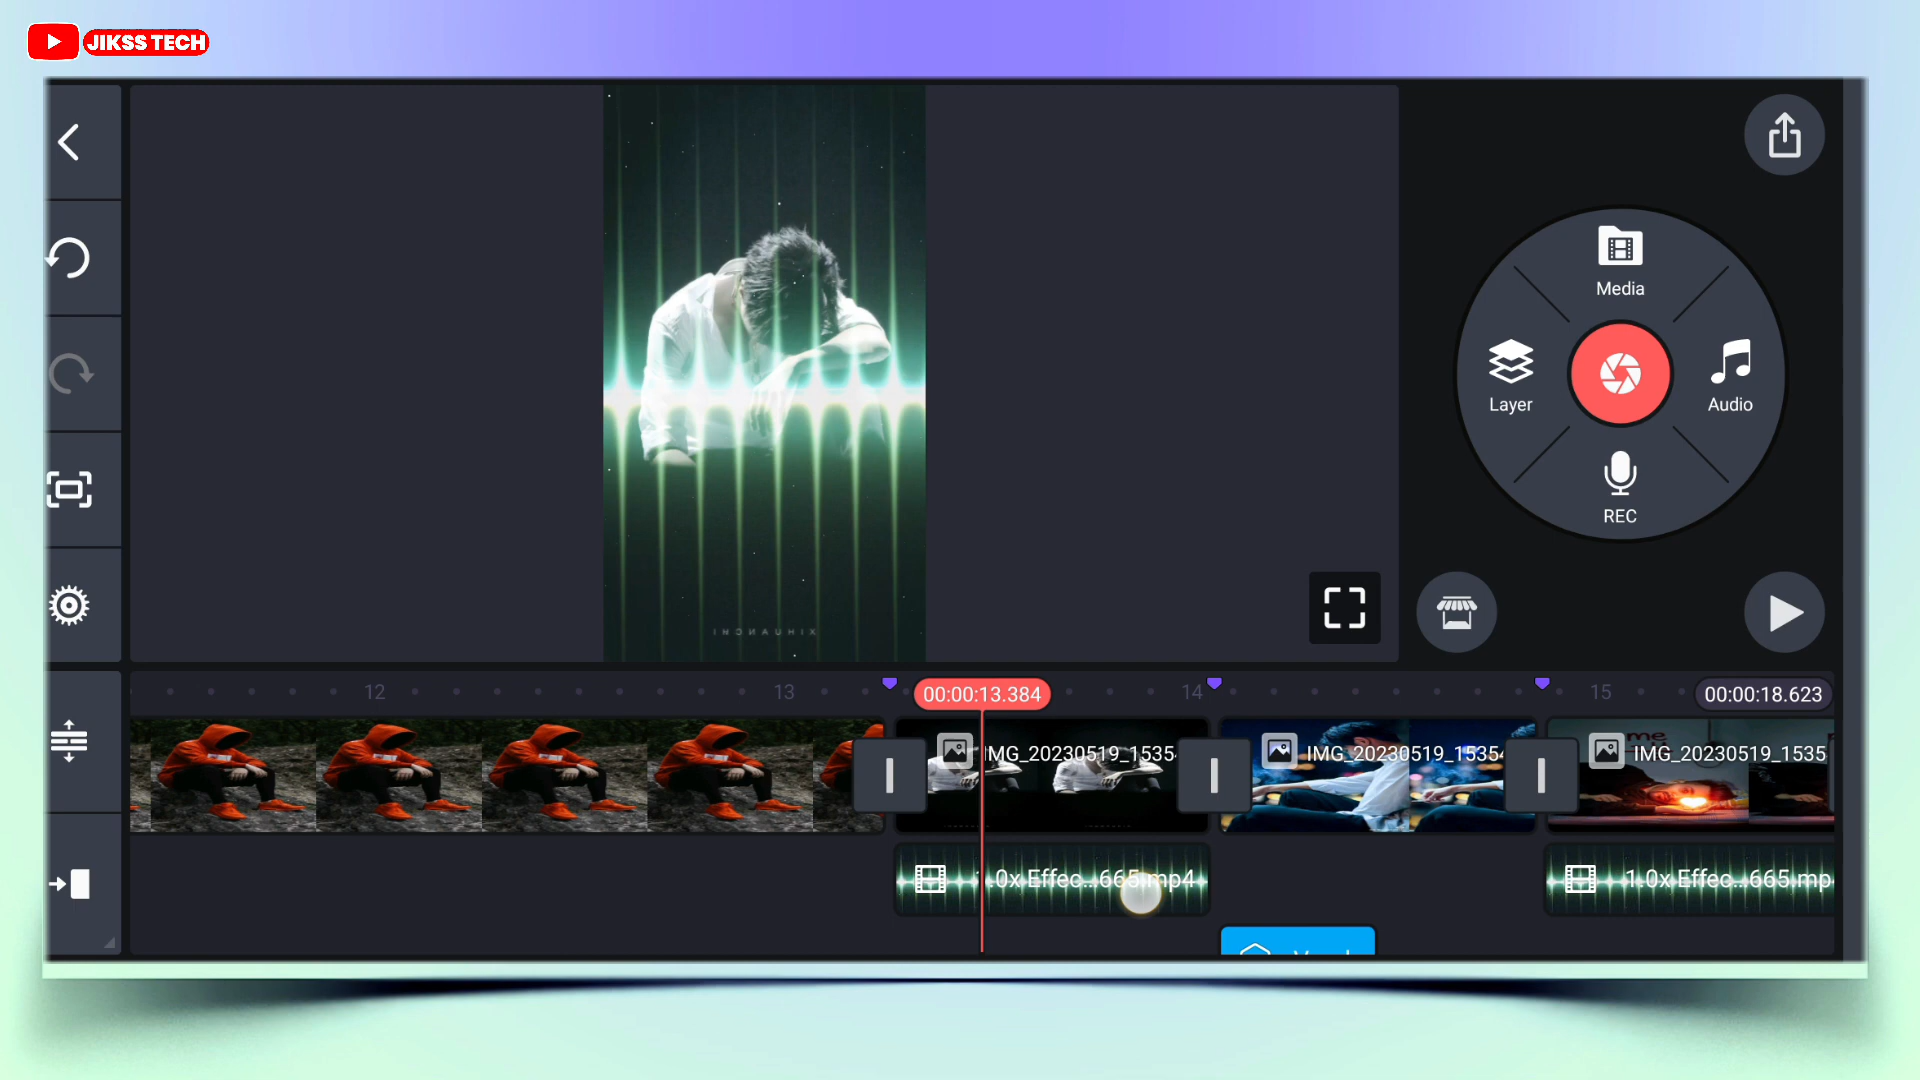 JIKSS TECH
Media
Layer
Audio
REC
12
13
00:00:13.384
14
15
00:00:18.623
IMG_20230519_1535
IMG_20230519_1535
IMG_20230519_1535
me
1.0x Effec...665.mp4
1.0x Effec...665.mp